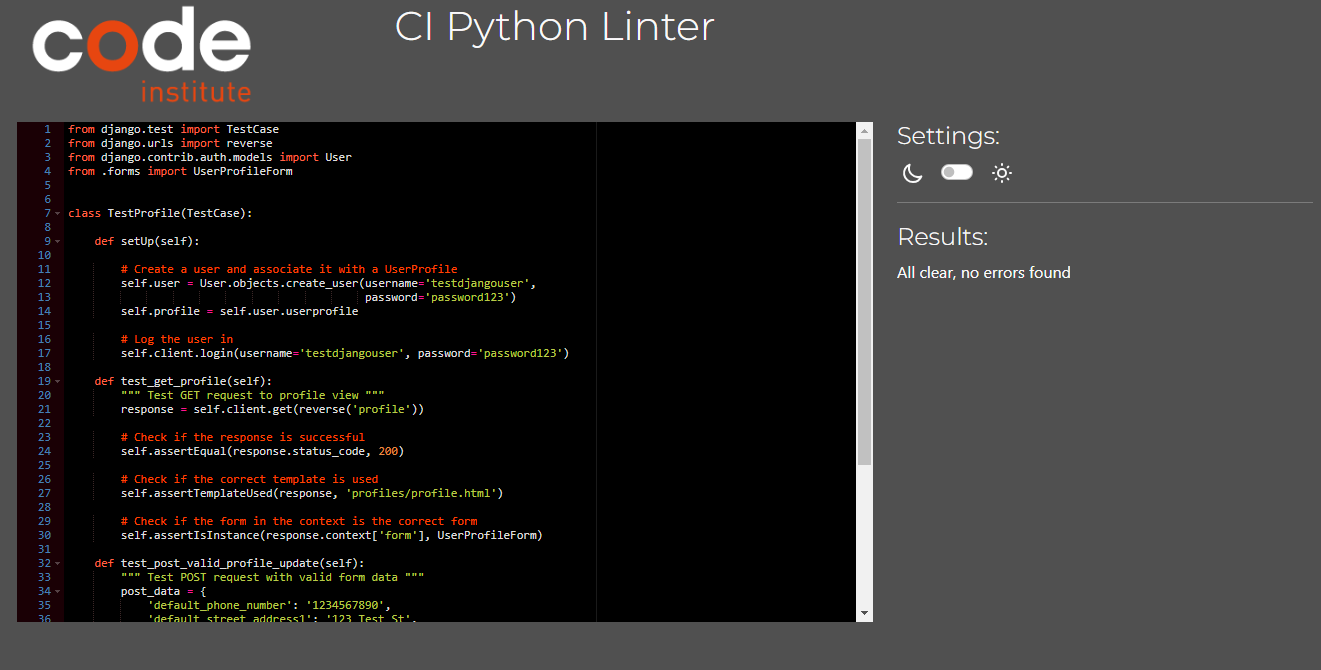 code
institute
CI Python Linter
1 from django.test import TestCase
2 from django.urls import reverse
3 from django.contrib.auth.models import User
4 from .forms import UserProfileForm
5
6
7 class TestProfile(TestCase):
8
9     def setUp(self):
10
11         # Create a user and associate it with a UserProfile
12         self.user = User.objects.create_user(username='testdjangouser',
13                                              password='password123')
14         self.profile = self.user.userprofile
15
16         # Log the user in
17         self.client.login(username='testdjangouser', password='password123')
18
19     def test_get_profile(self):
20         """ Test GET request to profile view """
21         response = self.client.get(reverse('profile'))
22
23         # Check if the response is successful
24         self.assertEqual(response.status_code, 200)
25
26         # Check if the correct template is used
27         self.assertTemplateUsed(response, 'profiles/profile.html')
28
29         # Check if the form in the context is the correct form
30         self.assertIsInstance(response.context['form'], UserProfileForm)
31
32     def test_post_valid_profile_update(self):
33         """ Test POST request with valid form data """
34         post_data = {
35             'default_phone_number': '1234567890',
36             'default_street_address1': '123 Test St',
Settings:
Results:
All clear, no errors found